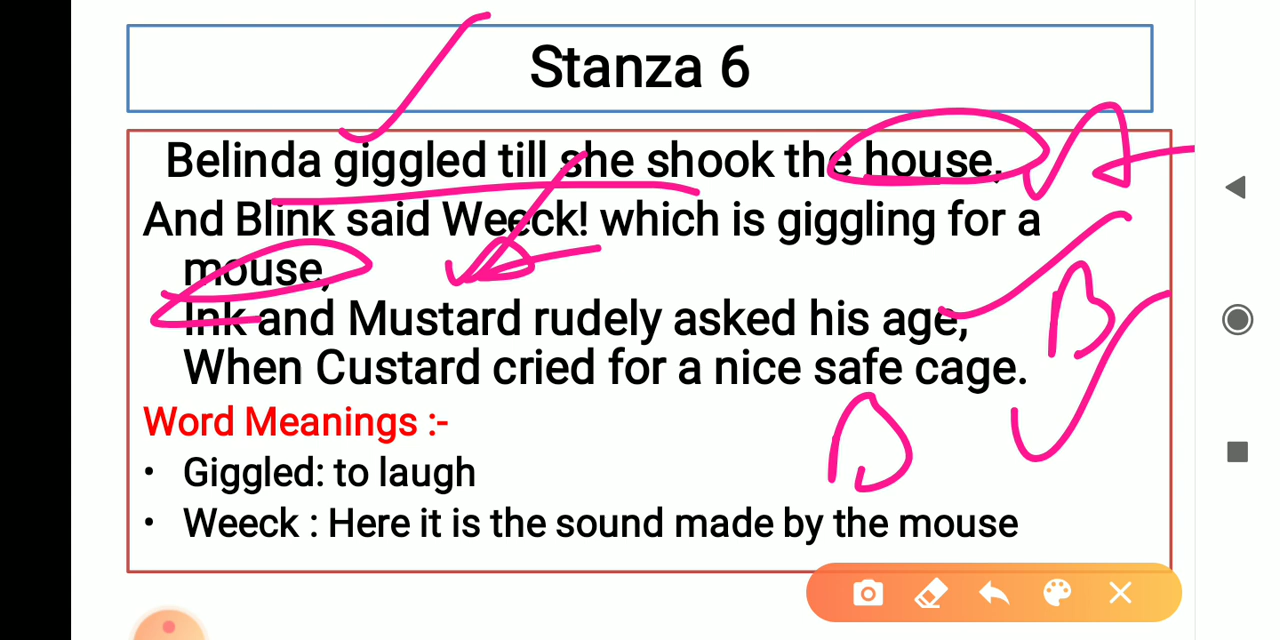 Stanza 6
Belinda giggled till she shook the house,
And Blink said Weeck! which is giggling for a
mouse,
Ink and Mustard rudely asked his age,
When Custard cried for a nice safe cage.
Word Meanings :-
• Giggled: to laugh
• Weeck : Here it is the sound made by the mouse
A
A
B
B